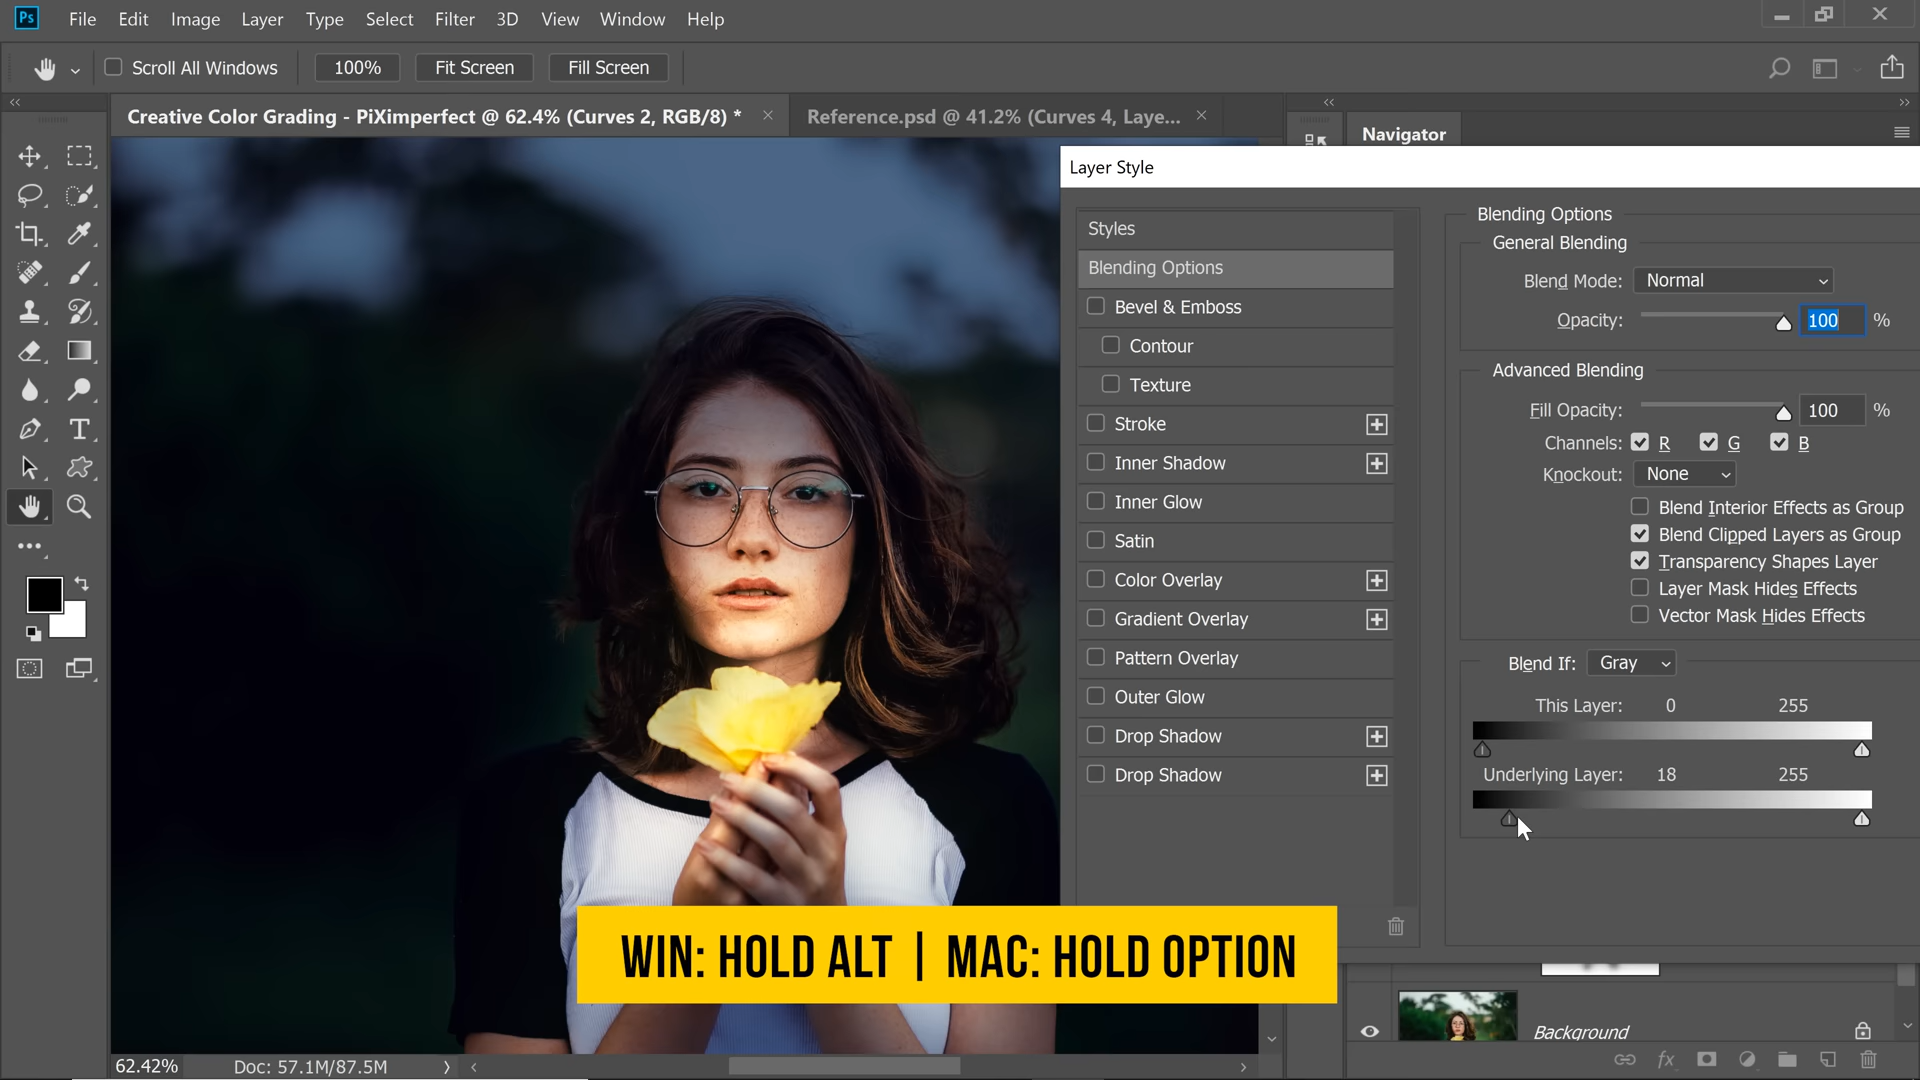 Ps File Edit Image Layer Type Select Filter 3D View Window Help
Scroll All Windows 100% Fit Screen Fill Screen
Creative Color Grading - PiXimperfect @ 62.4% (Curves 2, RGB/8) *
Reference.psd @ 41.2% (Curves 4, Laye...
Navigator
Layer Style
Styles
Blending Options
Bevel & Emboss
Contour
Texture
Stroke
Inner Shadow
Inner Glow
Satin
Color Overlay
Gradient Overlay
Pattern Overlay
Outer Glow
Drop Shadow
Drop Shadow
Blending Options
General Blending
Blend Mode: Normal
Opacity: 100 %
Advanced Blending
Fill Opacity: 100 %
Channels: R G B
Knockout: None
Blend Interior Effects as Group
Blend Clipped Layers as Group
Transparency Shapes Layer
Layer Mask Hides Effects
Vector Mask Hides Effects
Blend If: Gray
This Layer: 0 255
Underlying Layer: 18 255
WIN: HOLD ALT | MAC: HOLD OPTION
Background
fx
62.42% Doc: 57.1M/87.5M